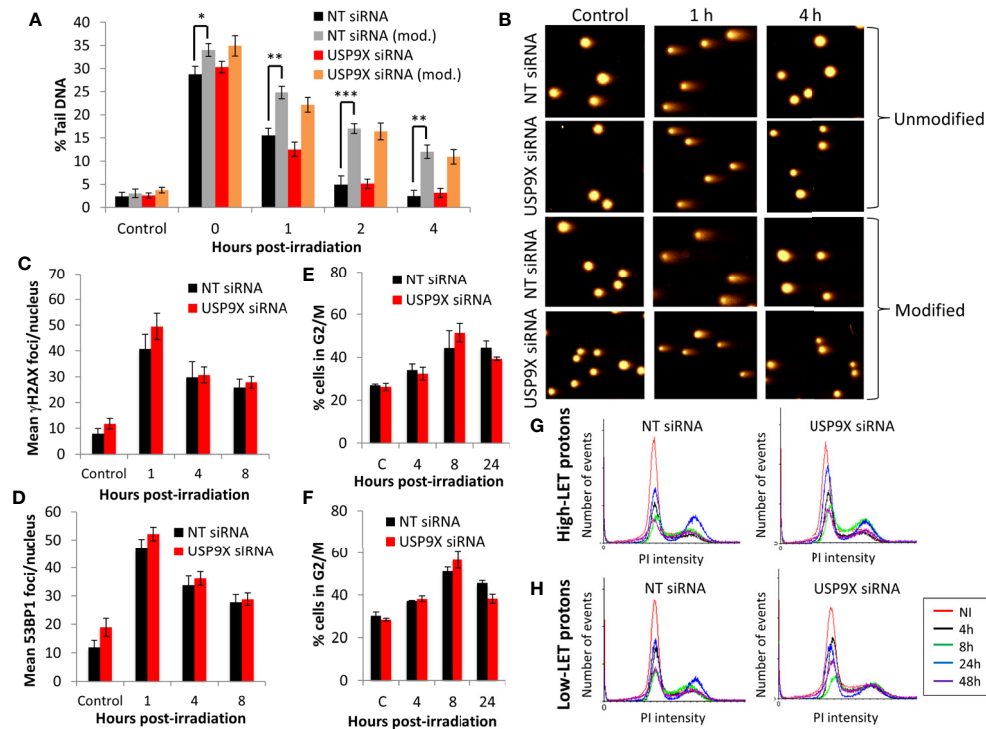 A
NT siRNA
NT siRNA (mod.)
USP9X siRNA
USP9X siRNA (mod.)
*
**
***
**
% Tail DNA
40
35
30
25
20
15
10
5
0
Control 0 1 2 4
Hours post-irradiation
B
Control 1 h 4 h
NT siRNA
USP9X siRNA
NT siRNA
USP9X siRNA
Unmodified
Modified
C
NT siRNA
USP9X siRNA
Mean γH2AX foci/nucleus
70
60
50
40
30
20
10
0
Control 1 4 8
Hours post-irradiation
D
NT siRNA
USP9X siRNA
Mean 53BP1 foci/nucleus
60
50
40
30
20
10
0
Control 1 4 8
Hours post-irradiation
E
NT siRNA
USP9X siRNA
% cells in G2/M
80
60
40
20
0
C 4 8 24
Hours post-irradiation
F
NT siRNA
USP9X siRNA
% cells in G2/M
80
60
40
20
0
C 4 8 24
Hours post-irradiation
G
High-LET protons
NT siRNA
Number of events
PI intensity
USP9X siRNA
Number of events
PI intensity
H
Low-LET protons
NT siRNA
Number of events
PI intensity
USP9X siRNA
Number of events
PI intensity
NI
4h
8h
24h
48h